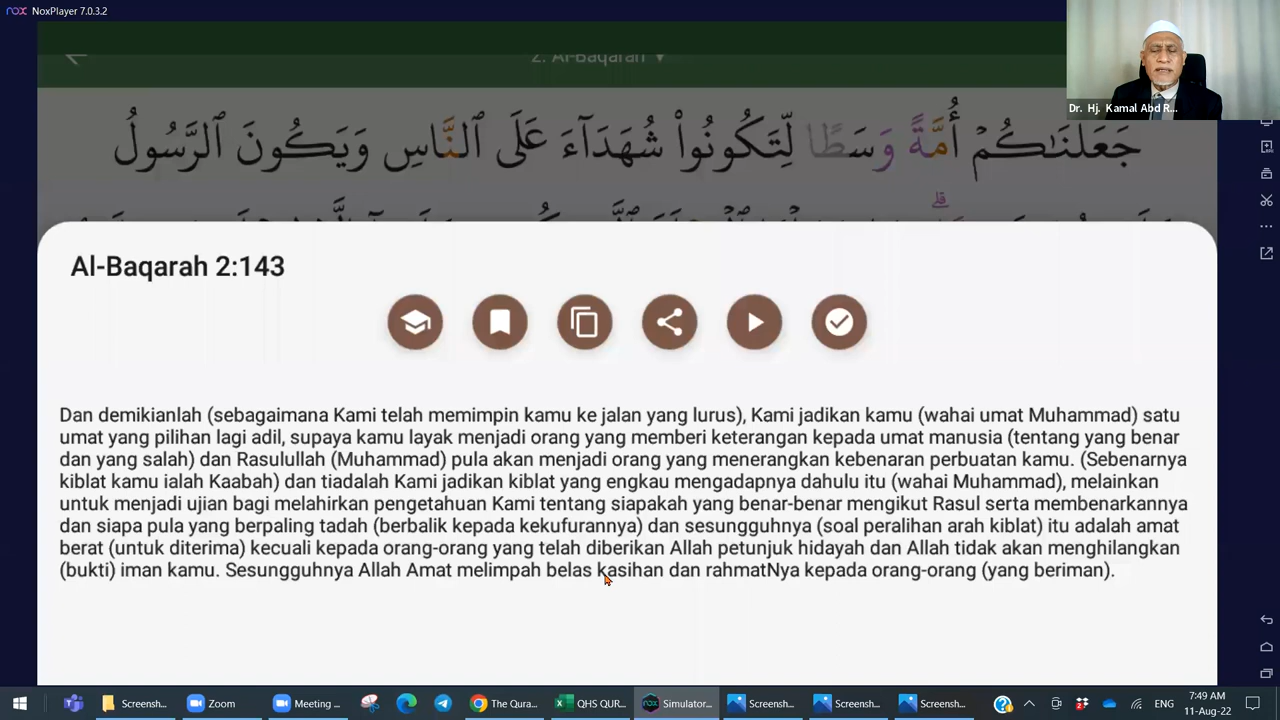 NoxPlayer 7.0.3.2
2. Al-Baqarah ▼
Dr. Hj. Kamal Abd R...
جَعَلْنَٰكُمْ أُمَّةً وَسَطًا لِّتَكُونُوا۟ شُهَدَآءَ عَلَى ٱلنَّاسِ وَيَكُونَ ٱلرَّسُولُ
Al-Baqarah 2:143
Dan demikianlah (sebagaimana Kami telah memimpin kamu ke jalan yang lurus), Kami jadikan kamu (wahai umat Muhammad) satu
umat yang pilihan lagi adil, supaya kamu layak menjadi orang yang memberi keterangan kepada umat manusia (tentang yang benar
dan yang salah) dan Rasulullah (Muhammad) pula akan menjadi orang yang menerangkan kebenaran perbuatan kamu. (Sebenarnya
kiblat kamu ialah Kaabah) dan tiadalah Kami jadikan kiblat yang engkau mengadapnya dahulu itu (wahai Muhammad), melainkan
untuk menjadi ujian bagi melahirkan pengetahuan Kami tentang siapakah yang benar-benar mengikut Rasul serta membenarkannya
dan siapa pula yang berpaling tadah (berbalik kepada kekufurannya) dan sesungguhnya (soal peralihan arah kiblat) itu adalah amat
berat (untuk diterima) kecuali kepada orang-orang yang telah diberikan Allah petunjuk hidayah dan Allah tidak akan menghilangkan
(bukti) iman kamu. Sesungguhnya Allah Amat melimpah belas kasihan dan rahmatNya kepada orang-orang (yang beriman).
Screensh... Zoom Meeting ... The Qura... QHS QUR... Simulator... Screensh... Screensh... Screensh... ENG 7:49 AM
11-Aug-22